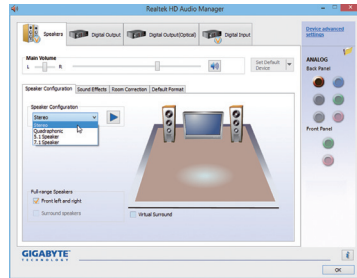 Realtek HD Audio Manager
Device advanced settings
Speakers
Digital Output
Digital Output(Optical)
Digital Input
Main Volume
L
R
Set Default
Device
ANALOG
Back Panel
Speaker Configuration
Sound Effects
Room Correction
Default Format
Speaker Configuration
Stereo
Stereo
Quadraphonic
5.1 Speaker
7.1 Speaker
Front Panel
Full-range Speakers
Front left and right
Surround speakers
Virtual Surround
GIGABYTE
TECHNOLOGY
i
OK